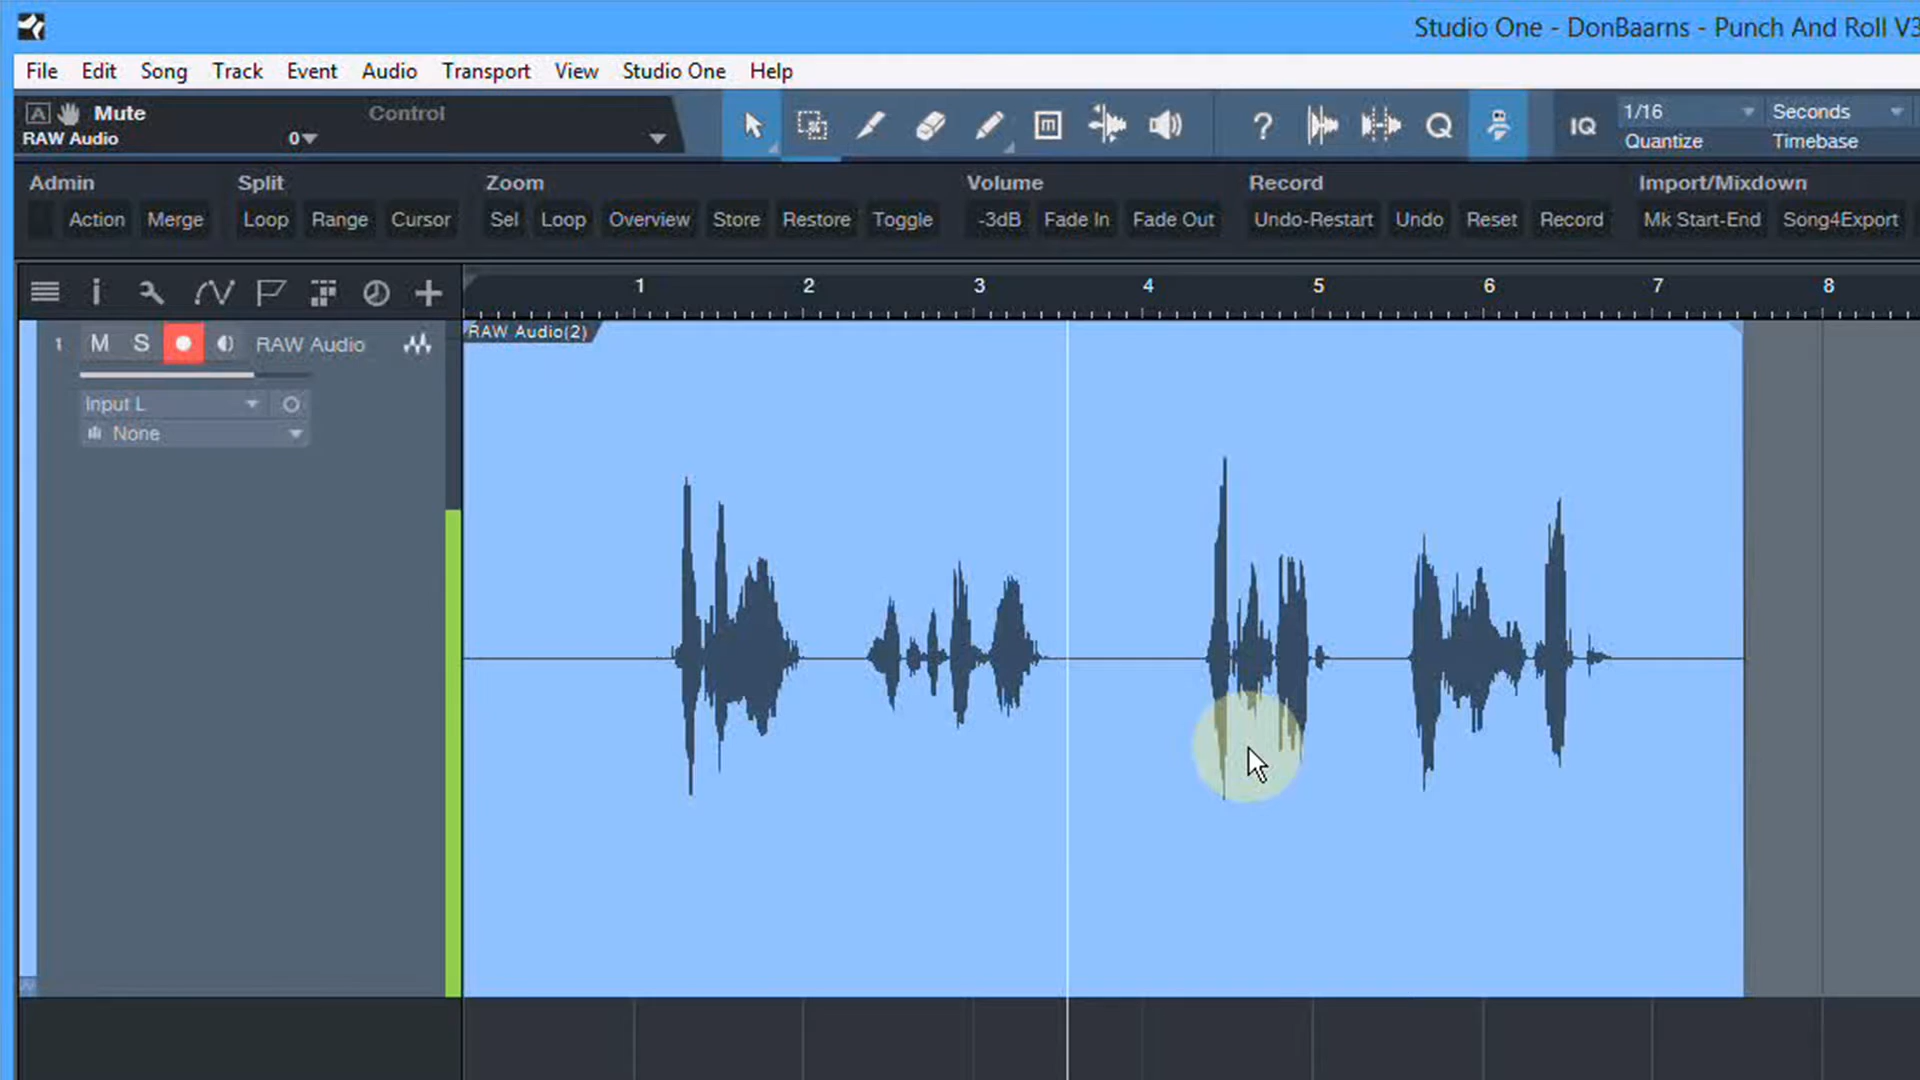 Studio One - DonBaarns - Punch And Roll V3
File Edit Song Track Event Audio Transport View Studio One Help
A Mute Control
RAW Audio 0
? Q IQ 1/16 Seconds
Quantize Timebase
Admin Split Zoom Volume Record Import/Mixdown
Action Merge Loop Range Cursor Sel Loop Overview Store Restore Toggle -3dB Fade In Fade Out Undo-Restart Undo Reset Record Mk Start-End Song4Export
1 2 3 4 5 6 7 8
1 M S RAW Audio
RAW Audio(2)
Input L
None